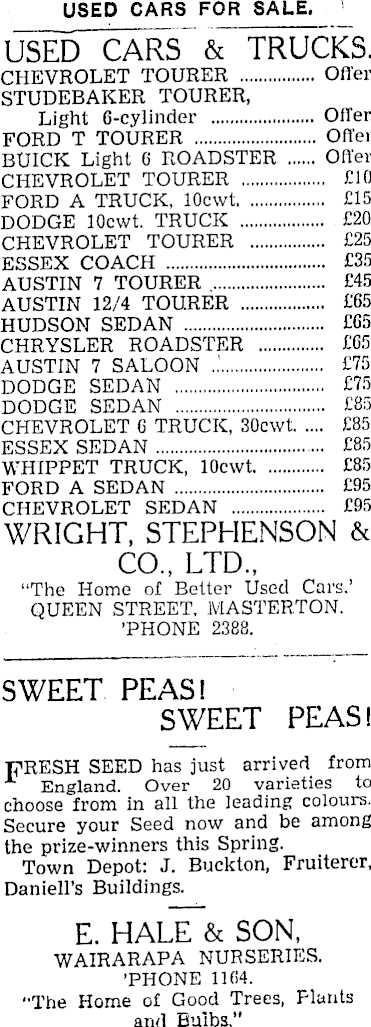 USED CARS FOR SALE.
USED CARS & TRUCKS.
CHEVROLET TOURER ................ Offer
STUDEBAKER TOURER,
Light 6-cylinder ...................... Offer
FORD T TOURER .......................... Offer
BUICK Light 6 ROADSTER ...... Offer
CHEVROLET TOURER .................. £10
FORD A TRUCK, 10cwt. ................ £15
DODGE 10cwt. TRUCK .................. £20
CHEVROLET TOURER ................ £25
ESSEX COACH .................................. £35
AUSTIN 7 TOURER ........................ £45
AUSTIN 12/4 TOURER .................. £65
HUDSON SEDAN .............................. £65
CHRYSLER ROADSTER .............. £65
AUSTIN 7 SALOON ........................ £75
DODGE SEDAN ................................ £75
DODGE SEDAN ................................ £85
CHEVROLET 6 TRUCK, 30cwt. .... £85
ESSEX SEDAN .................................. £85
WHIPPET TRUCK, 10cwt. ............ £85
FORD A SEDAN ................................ £95
CHEVROLET SEDAN .................... £95
WRIGHT, STEPHENSON &
CO., LTD.,
"The Home of Better Used Cars.'
QUEEN STREET, MASTERTON.
'PHONE 2388.
SWEET PEAS!
SWEET PEAS!
FRESH SEED has just arrived from
England. Over 20 varieties to
choose from in all the leading colours.
Secure your Seed now and be among
the prize-winners this Spring.
Town Depot: J. Buckton, Fruiterer,
Daniell's Buildings.
E. HALE & SON,
WAIRARAPA NURSERIES.
'PHONE 1164.
"The Home of Good Trees, Plants
and Bulbs."